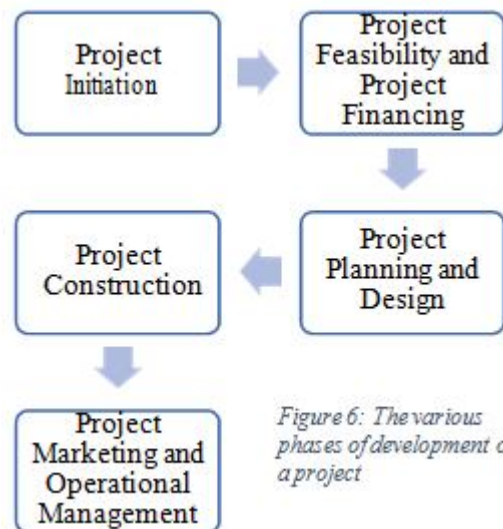 Project
Initiation
Project
Feasibility and
Project
Financing
Project
Planning and
Design
Project
Construction
Project
Marketing and
Operational
Management
Figure 6: The various
phases of development o
a project